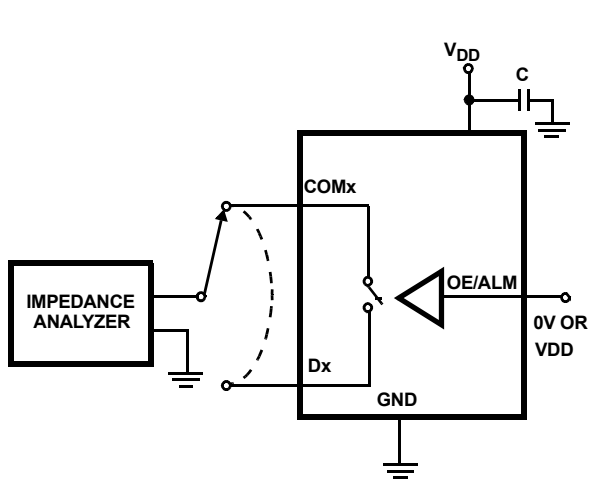 VDD
C
COMx
IMPEDANCE
ANALYZER
OE/ALM
0V OR
VDD
Dx
GND